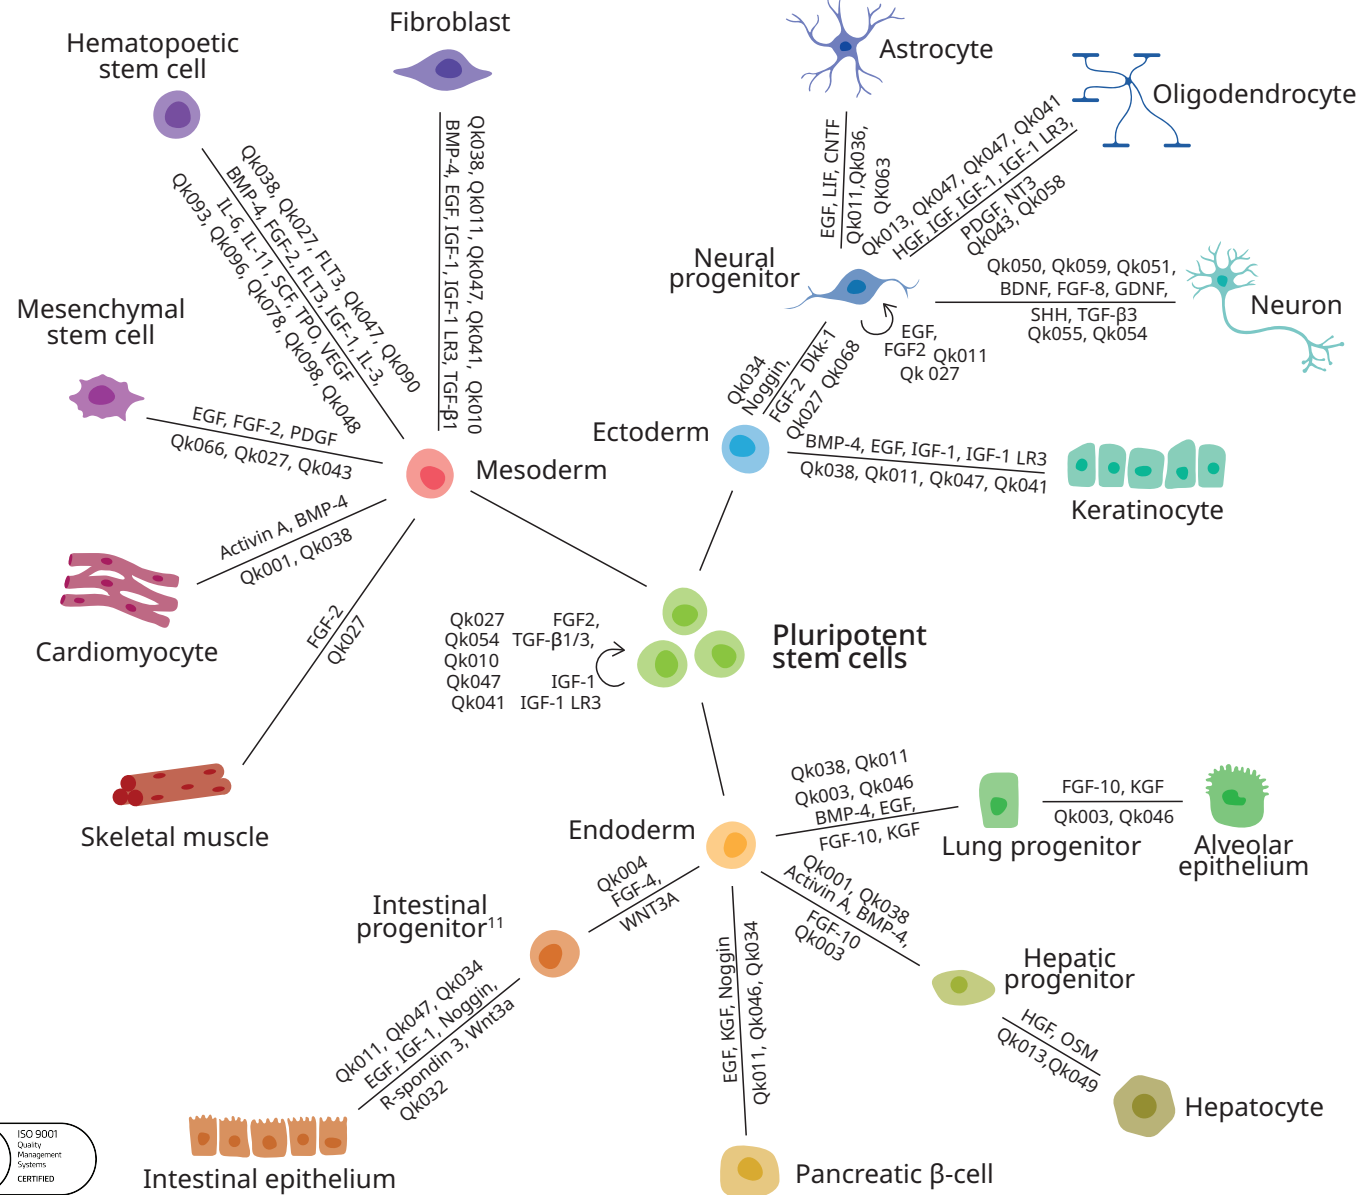 Fibroblast
Hematopoetic
stem cell
Astrocyte
Oligodendrocyte
Qk038, Qk027, FLT3, Qk047, Qk090
BMP-4, FGF-2, FLT3, IGF-1, IL-3,
IL-6, IL-11, SCF, TPO, VEGF
Qk093, Qk096, Qk078, Qk098, Qk048
Qk038, Qk011, Qk047, Qk041, Qk010
BMP-4, EGF, IGF-1, IGF-1 LR3, TGF-β1
EGF, LIF, CNTF
Qk011,Qk036,
QK063
Qk013, Qk047, Qk047, Qk041
HGF, IGF, IGF-1, IGF-1 LR3,
PDGF, NT3
Qk043, Qk058
Neural
progenitor
Qk050, Qk059, Qk051,
BDNF, FGF-8, GDNF,
SHH, TGF-β3
Qk055, Qk054
Neuron
EGF,
FGF2 Qk011
Qk 027
Mesenchymal
stem cell
Qk034
Noggin,
FGF-2 Dkk-1
Qk027 Qk068
EGF, FGF-2, PDGF
Qk066, Qk027, Qk043
Ectoderm
BMP-4, EGF, IGF-1, IGF-1 LR3
Qk038, Qk011, Qk047, Qk041
Keratinocyte
Mesoderm
Activin A, BMP-4
Qk001, Qk038
Cardiomyocyte
FGF-2
Qk027
Qk027 FGF2,
Qk054 TGF-β1/3,
Qk010
Qk047 IGF-1
Qk041 IGF-1 LR3
Pluripotent
stem cells
Skeletal muscle
Endoderm
Qk038, Qk011
Qk003, Qk046
BMP-4, EGF,
FGF-10, KGF
Lung progenitor
FGF-10, KGF
Qk003, Qk046
Alveolar
epithelium
Qk004
FGF-4,
WNT3A
Qk001, Qk038
Activin A, BMP-4,
FGF-10
Qk003
Intestinal
progenitor11
Hepatic
progenitor
EGF, KGF, Noggin
Qk011, Qk046, Qk034
Qk011, Qk047, Qk034
EGF, IGF-1, Noggin,
R-spondin 3, Wnt3a
Qk032
HGF, OSM
Qk013,Qk049
Hepatocyte
ISO 9001
Quality
Management
Systems
CERTIFIED
Intestinal epithelium
Pancreatic β-cell